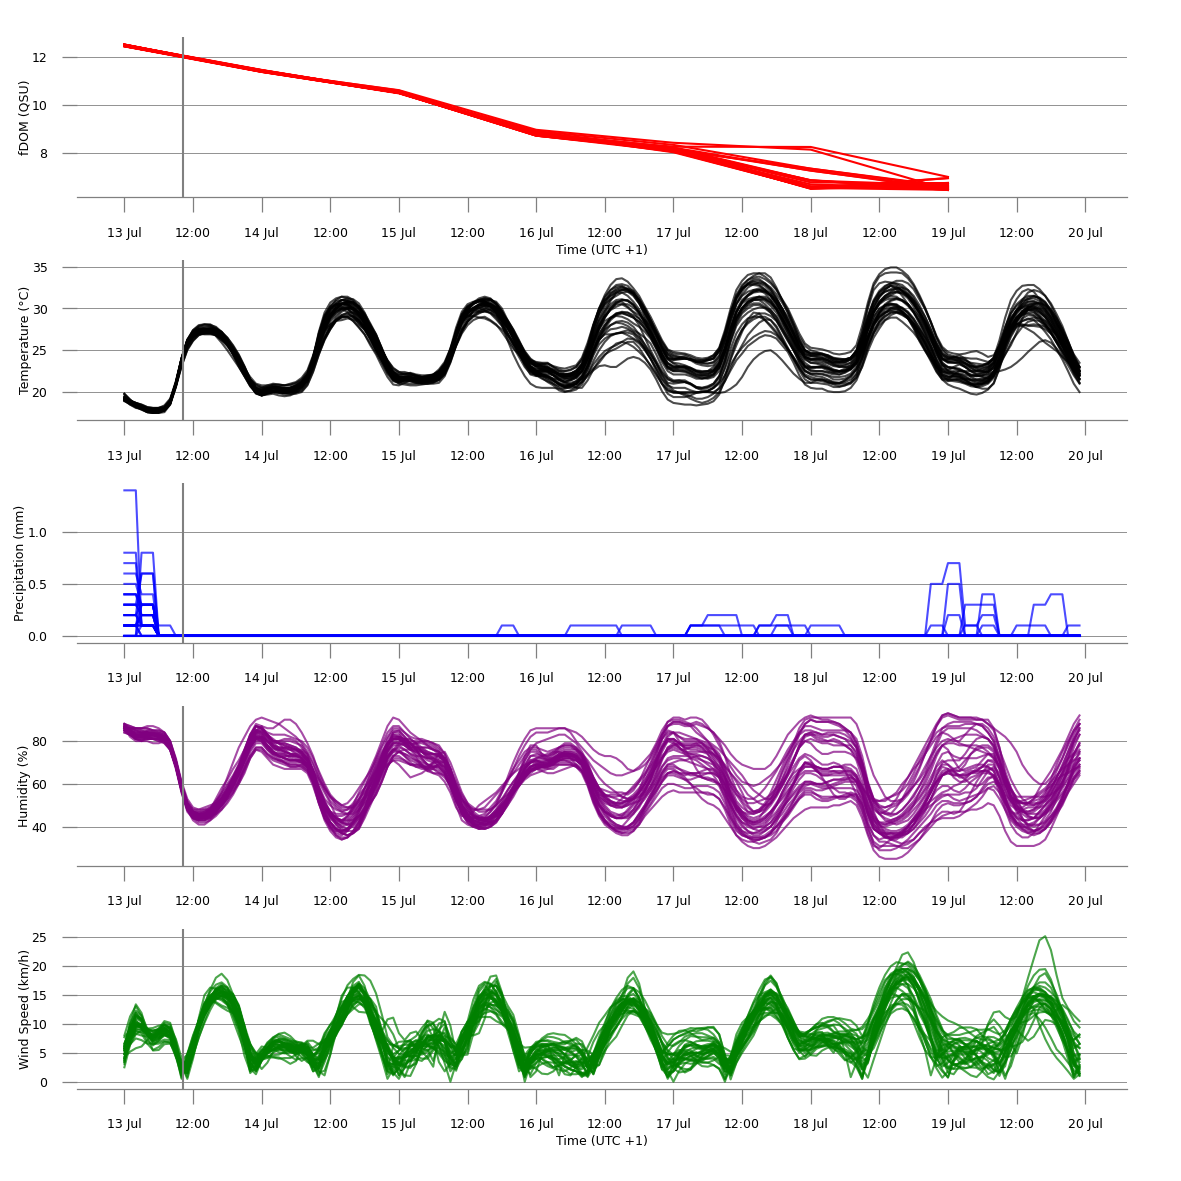 fDOM (QSU)
12
10
8
13 Jul 12:00 14 Jul 12:00 15 Jul 12:00 16 Jul 12:00 17 Jul 12:00 18 Jul 12:00 19 Jul 12:00 20 Jul
Time (UTC +1)
Temperature (°C)
35
30
25
20
13 Jul 12:00 14 Jul 12:00 15 Jul 12:00 16 Jul 12:00 17 Jul 12:00 18 Jul 12:00 19 Jul 12:00 20 Jul
Precipitation (mm)
1.0
0.5
0.0
13 Jul 12:00 14 Jul 12:00 15 Jul 12:00 16 Jul 12:00 17 Jul 12:00 18 Jul 12:00 19 Jul 12:00 20 Jul
Humidity (%)
80
60
40
13 Jul 12:00 14 Jul 12:00 15 Jul 12:00 16 Jul 12:00 17 Jul 12:00 18 Jul 12:00 19 Jul 12:00 20 Jul
Wind Speed (km/h)
25
20
15
10
5
0
13 Jul 12:00 14 Jul 12:00 15 Jul 12:00 16 Jul 12:00 17 Jul 12:00 18 Jul 12:00 19 Jul 12:00 20 Jul
Time (UTC +1)